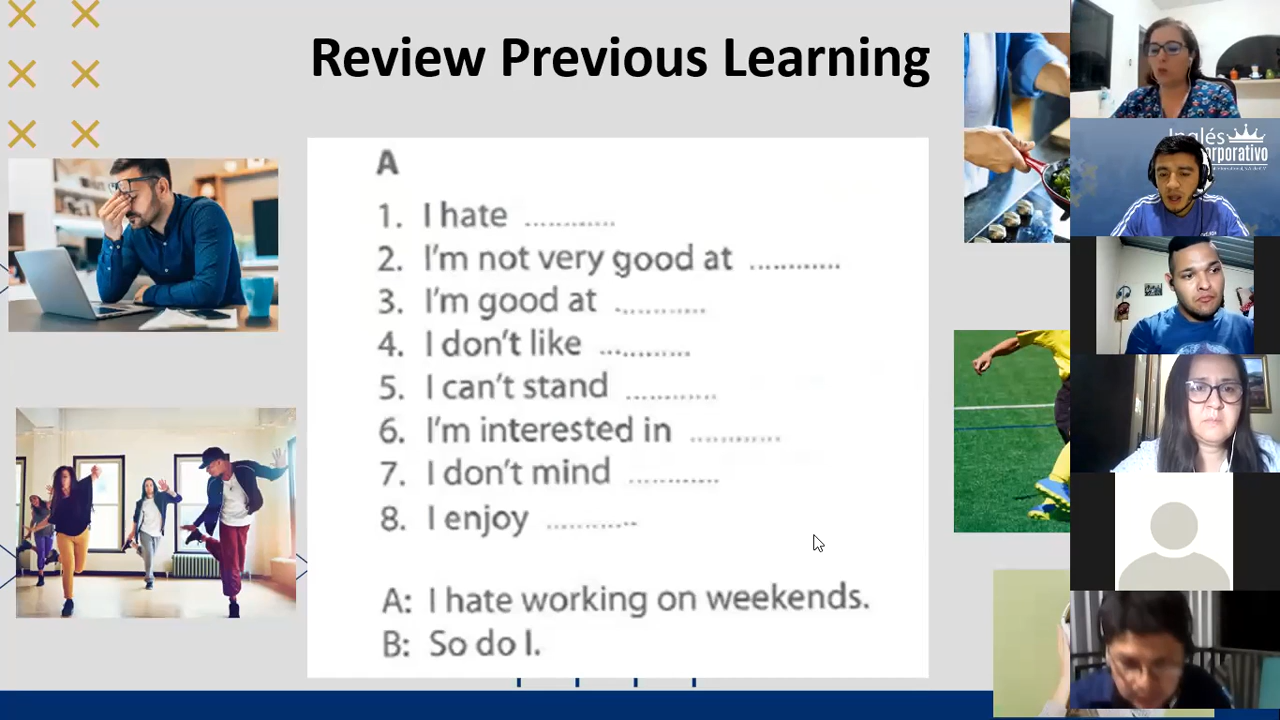 Review Previous Learning
A
1. I hate ............
2. I'm not very good at ............
3. I'm good at ............
4. I don't like ............
5. I can't stand ............
6. I'm interested in ............
7. I don't mind ............
8. I enjoy ............
A: I hate working on weekends.
B: So do I.
Inglés
orporativo